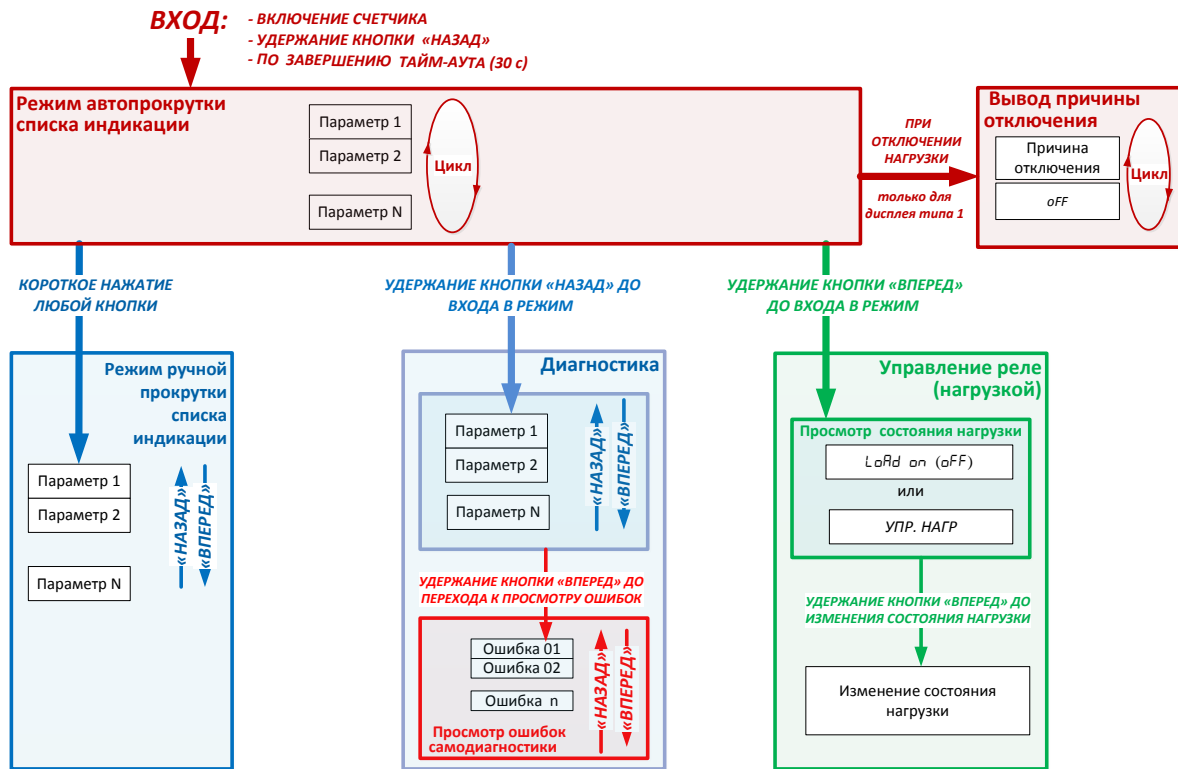 ВХОД:
- ВКЛЮЧЕНИЕ СЧЕТЧИКА
- УДЕРЖАНИЕ КНОПКИ «НАЗАД»
- ПО ЗАВЕРШЕНИЮ ТАЙМ-АУТА (30 с)
Режим автопрокрутки
списка индикации
Параметр 1
Параметр 2
Параметр N
Цикл
ПРИ
ОТКЛЮЧЕНИИ
НАГРУЗКИ
только для
дисплея типа 1
Вывод причины
отключения
Причина
отключения
oFF
Цикл
КОРОТКОЕ НАЖАТИЕ
ЛЮБОЙ КНОПКИ
УДЕРЖАНИЕ КНОПКИ «НАЗАД» ДО
ВХОДА В РЕЖИМ
УДЕРЖАНИЕ КНОПКИ «ВПЕРЕД»
ДО ВХОДА В РЕЖИМ
Режим ручной
прокрутки
списка
индикации
Параметр 1
Параметр 2
Параметр N
«НАЗАД»
«ВПЕРЕД»
Диагностика
Параметр 1
Параметр 2
Параметр N
«НАЗАД»
«ВПЕРЕД»
УДЕРЖАНИЕ КНОПКИ «ВПЕРЕД» ДО
ПЕРЕХОДА К ПРОСМОТРУ ОШИБОК
Ошибка 01
Ошибка 02
Ошибка n
«НАЗАД»
«ВПЕРЕД»
Просмотр ошибок
самодиагностики
Управление реле
(нагрузкой)
Просмотр состояния нагрузки
LoAd on (oFF)
или
УПР. НАГР
УДЕРЖАНИЕ КНОПКИ «ВПЕРЕД» ДО
ИЗМЕНЕНИЯ СОСТОЯНИЯ НАГРУЗКИ
Изменение состояния
нагрузки